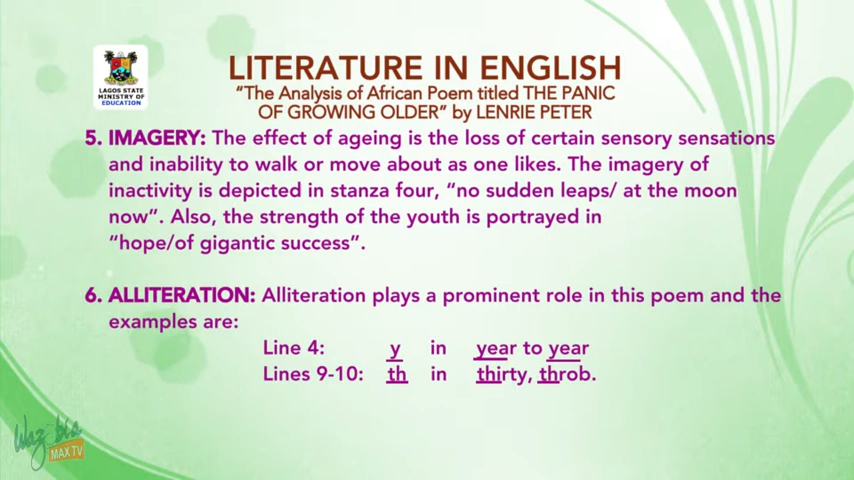 LITERATURE IN ENGLISH
“The Analysis of African Poem titled THE PANIC
OF GROWING OLDER” by LENRIE PETER
LAGOS STATE
MINISTRY OF
EDUCATION
5. IMAGERY: The effect of ageing is the loss of certain sensory sensations
and inability to walk or move about as one likes. The imagery of
inactivity is depicted in stanza four, “no sudden leaps/ at the moon
now”. Also, the strength of the youth is portrayed in
“hope/of gigantic success”.
6. ALLITERATION: Alliteration plays a prominent role in this poem and the
examples are:
Line 4: y in year to year
Lines 9-10: th in thirty, throb.
Wazobia
MAX TV